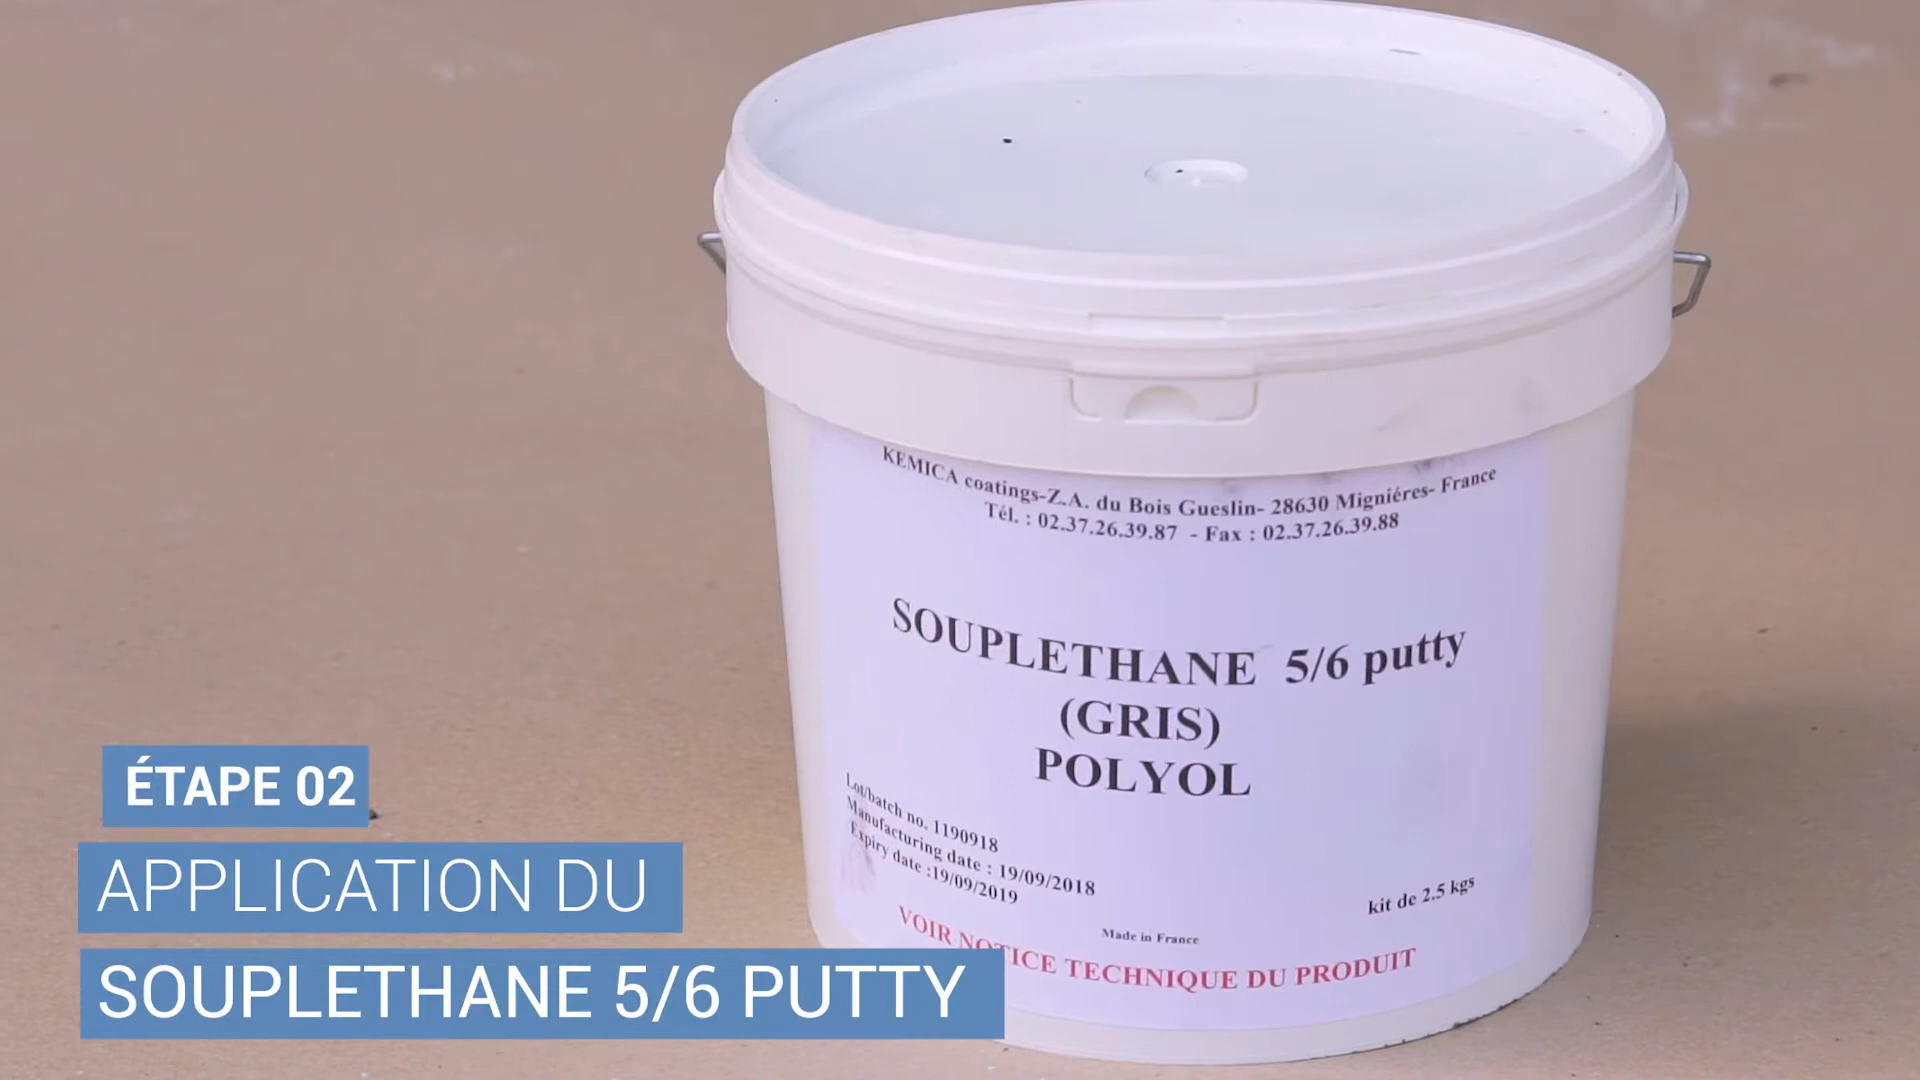 KEMICA coatings-Z.A. du Bois Gueslin- 28630 Migniéres- France
Tél. : 02.37.26.39.87 - Fax : 02.37.26.39.88
SOUPLETHANE 5/6 putty
(GRIS)
POLYOL
Lot/batch no. 1190918
Manufacturing date : 19/09/2018
Expiry date :19/09/2019
kit de 2.5 kgs
Made in France
VOIR NOTICE TECHNIQUE DU PRODUIT
ÉTAPE 02
APPLICATION DU
SOUPLETHANE 5/6 PUTTY